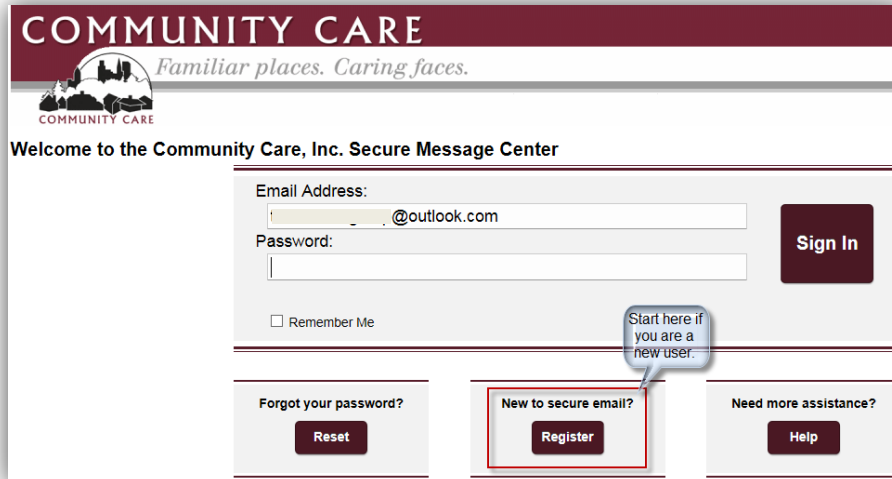 COMMUNITY CARE
Familiar places. Caring faces.
COMMUNITY CARE
Welcome to the Community Care, Inc. Secure Message Center
Email Address:
@outlook.com
Password:
Sign In
Remember Me
Start here if
you are a
new user.
Forgot your password?
New to secure email?
Need more assistance?
Reset
Register
Help